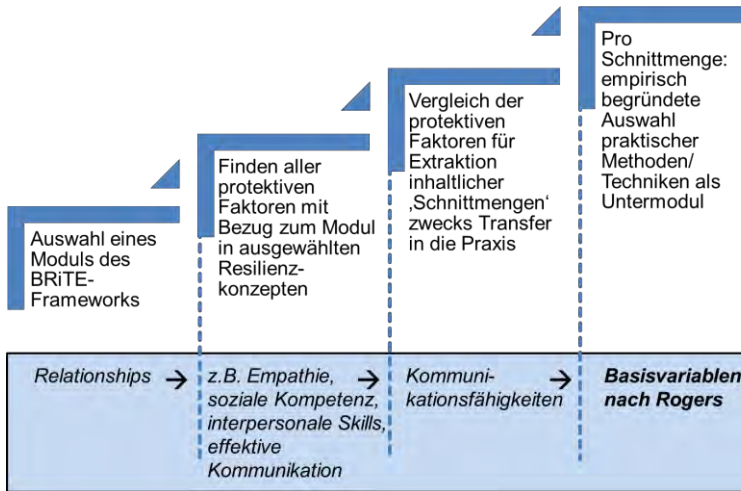 Auswahl eines
Moduls des
BRiTE-
Frameworks
Finden aller
protektiven
Faktoren mit
Bezug zum Modul
in ausgewählten
Resilienz-
konzepten
Vergleich der
protektiven
Faktoren für
Extraktion
inhaltlicher
‚Schnittmengen‘
zwecks Transfer
in die Praxis
Pro
Schnittmenge:
empirisch
begründete
Auswahl
praktischer
Methoden/
Techniken als
Untermodul
Relationships →
z.B. Empathie,
soziale Kompetenz, →
interpersonale Skills,
effektive
Kommunikation
Kommuni- →
kationsfähigkeiten
Basisvariablen
nach Rogers